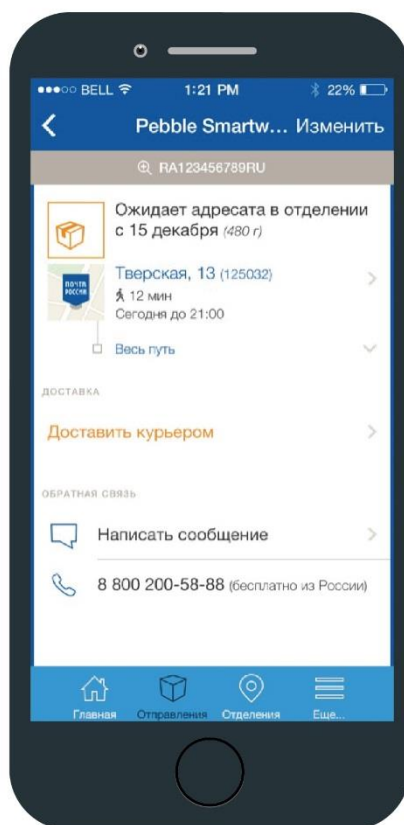 BELL 1:21 PM 22%
Pebble Smartw... Изменить
RA123456789RU
Ожидает адресата в отделении
с 15 декабря (480 г)
ПОЧТА
РОССИИ
Тверская, 13 (125032)
12 мин
Сегодня до 21:00
Весь путь
ДОСТАВКА
Доставить курьером
ОБРАТНАЯ СВЯЗЬ
Написать сообщение
8 800 200-58-88 (бесплатно из России)
Главная Отправления Отделения Еще...